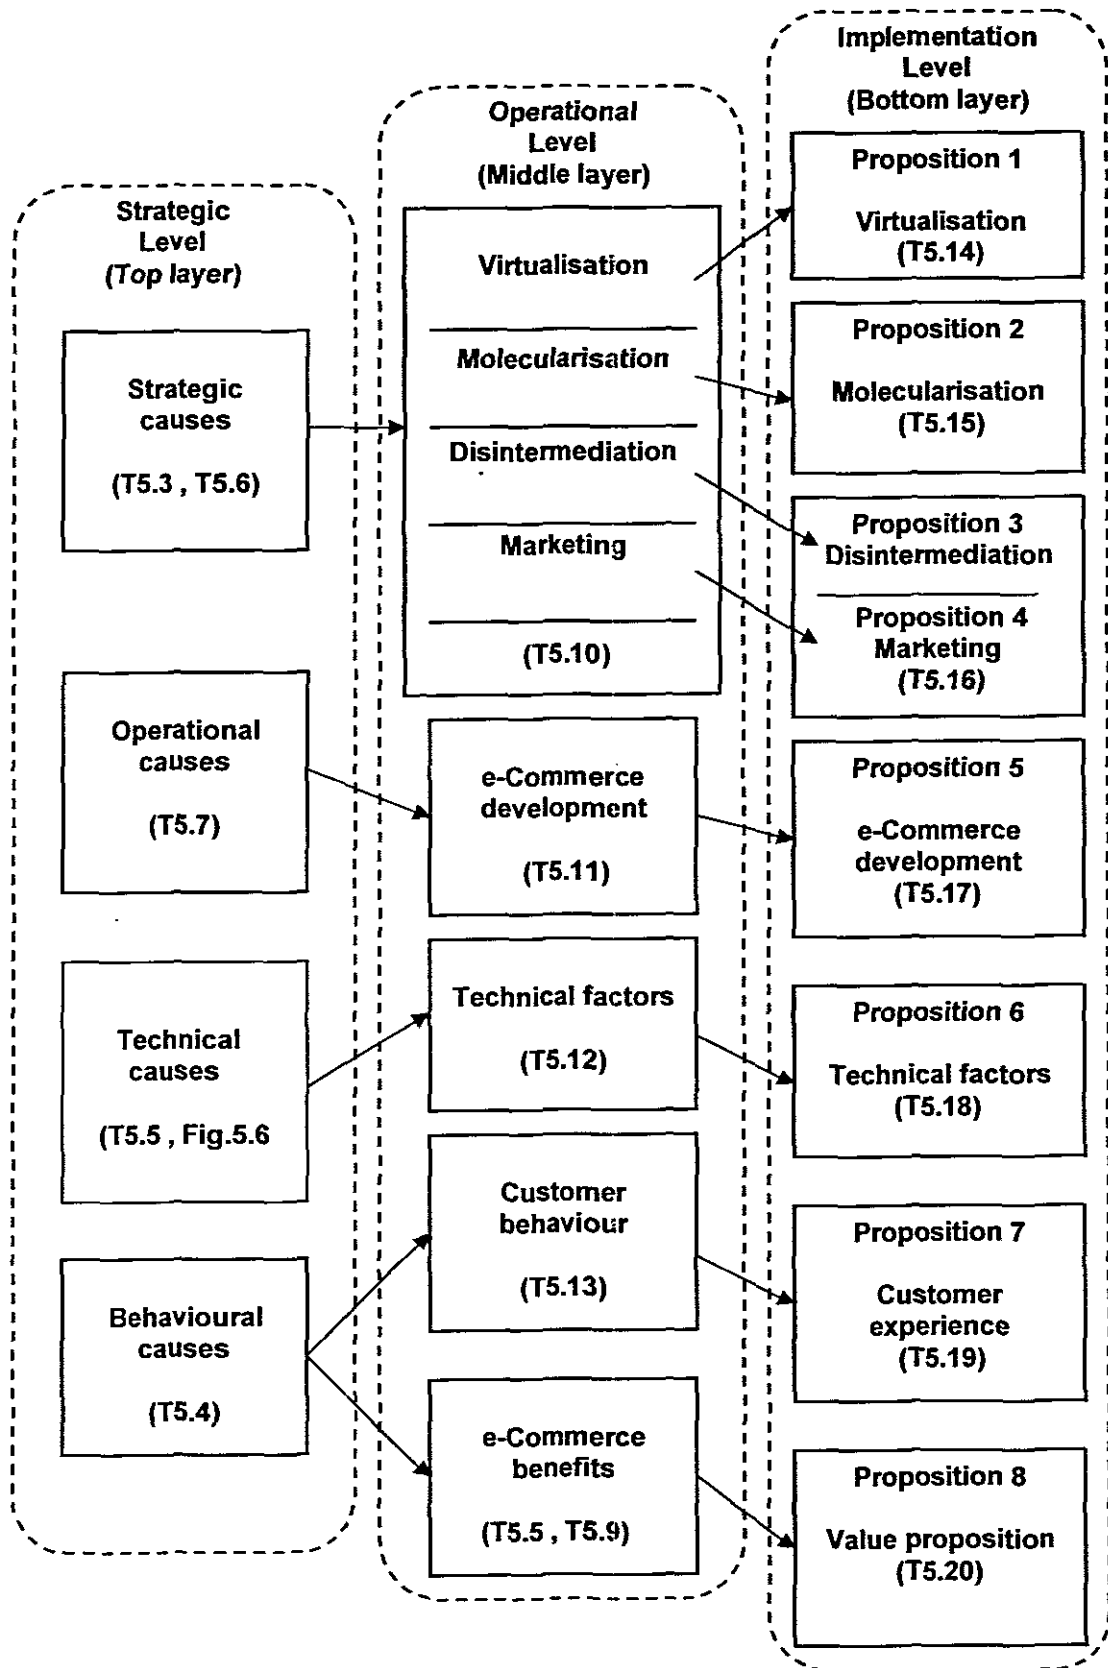 Strategic
Level
(Top layer)
Strategic
causes
(T5.3 , T5.6)
Operational
causes
(T5.7)
Technical
causes
(T5.5 , Fig.5.6
Behavioural
causes
(T5.4)
Operational
Level
(Middle layer)
Virtualisation
Molecularisation
Disintermediation
Marketing
(T5.10)
e-Commerce
development
(T5.11)
Technical factors
(T5.12)
Customer
behaviour
(T5.13)
e-Commerce
benefits
(T5.5 , T5.9)
Implementation
Level
(Bottom layer)
Proposition 1
Virtualisation
(T5.14)
Proposition 2
Molecularisation
(T5.15)
Proposition 3
Disintermediation
Proposition 4
Marketing
(T5.16)
Proposition 5
e-Commerce
development
(T5.17)
Proposition 6
Technical factors
(T5.18)
Proposition 7
Customer
experience
(T5.19)
Proposition 8
Value proposition
(T5.20)